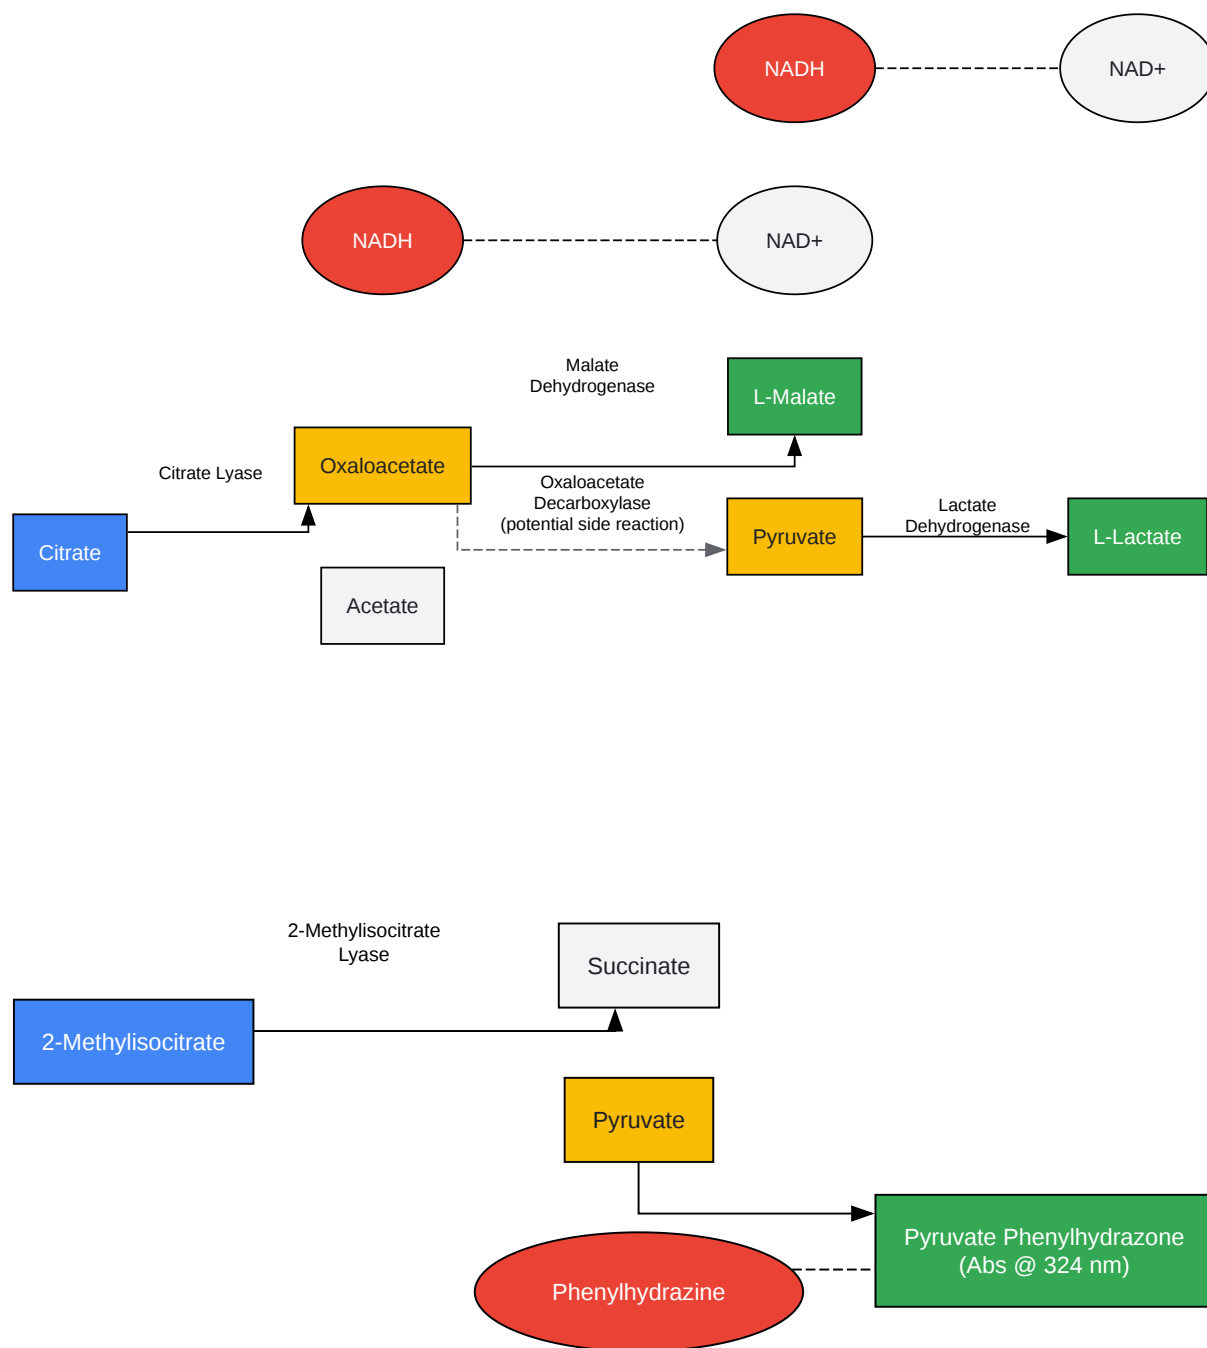 NADH
NAD+
NADH
NAD+
Malate
Dehydrogenase
L-Malate
Citrate Lyase
Oxaloacetate
Oxaloacetate
Decarboxylase
(potential side reaction)
Lactate
Dehydrogenase
Citrate
Pyruvate
L-Lactate
Acetate
2-Methylisocitrate
Lyase
Succinate
2-Methylisocitrate
Pyruvate
Pyruvate Phenylhydrazone
(Abs @ 324 nm)
Phenylhydrazine